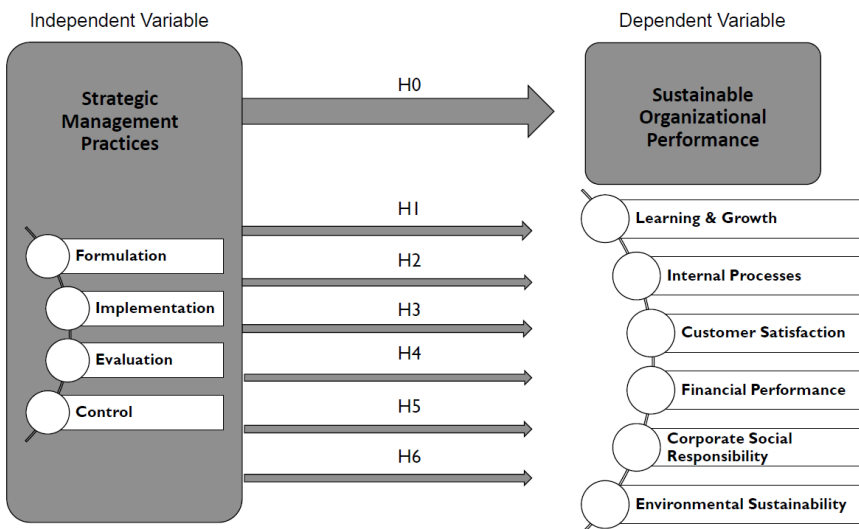 Independent Variable
Dependent Variable
Strategic
Management
Practices
H0
Sustainable
Organizational
Performance
H1
Learning & Growth
Formulation
H2
Internal Processes
Implementation
H3
Customer Satisfaction
Evaluation
H4
Financial Performance
Control
H5
Corporate Social
Responsibility
H6
Environmental Sustainability